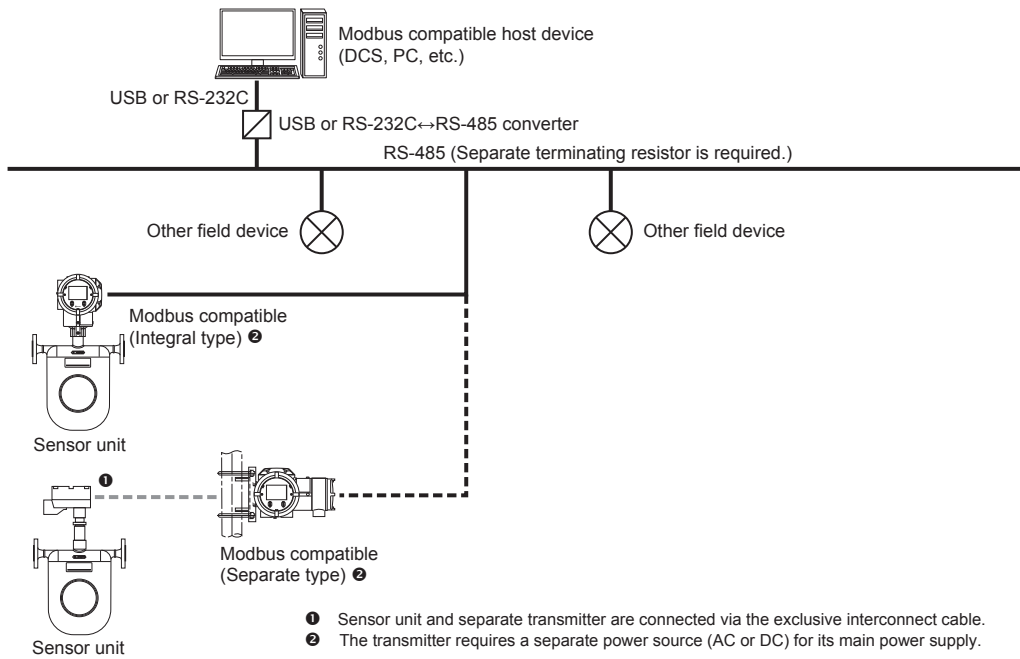 Modbus compatible host device
(DCS, PC, etc.)
USB or RS-232C
USB or RS-232C↔RS-485 converter
RS-485 (Separate terminating resistor is required.)
Other field device
Other field device
Modbus compatible
(Integral type) ❷
Sensor unit
❶
Modbus compatible
(Separate type) ❷
Sensor unit
❶ Sensor unit and separate transmitter are connected via the exclusive interconnect cable.
❷ The transmitter requires a separate power source (AC or DC) for its main power supply.